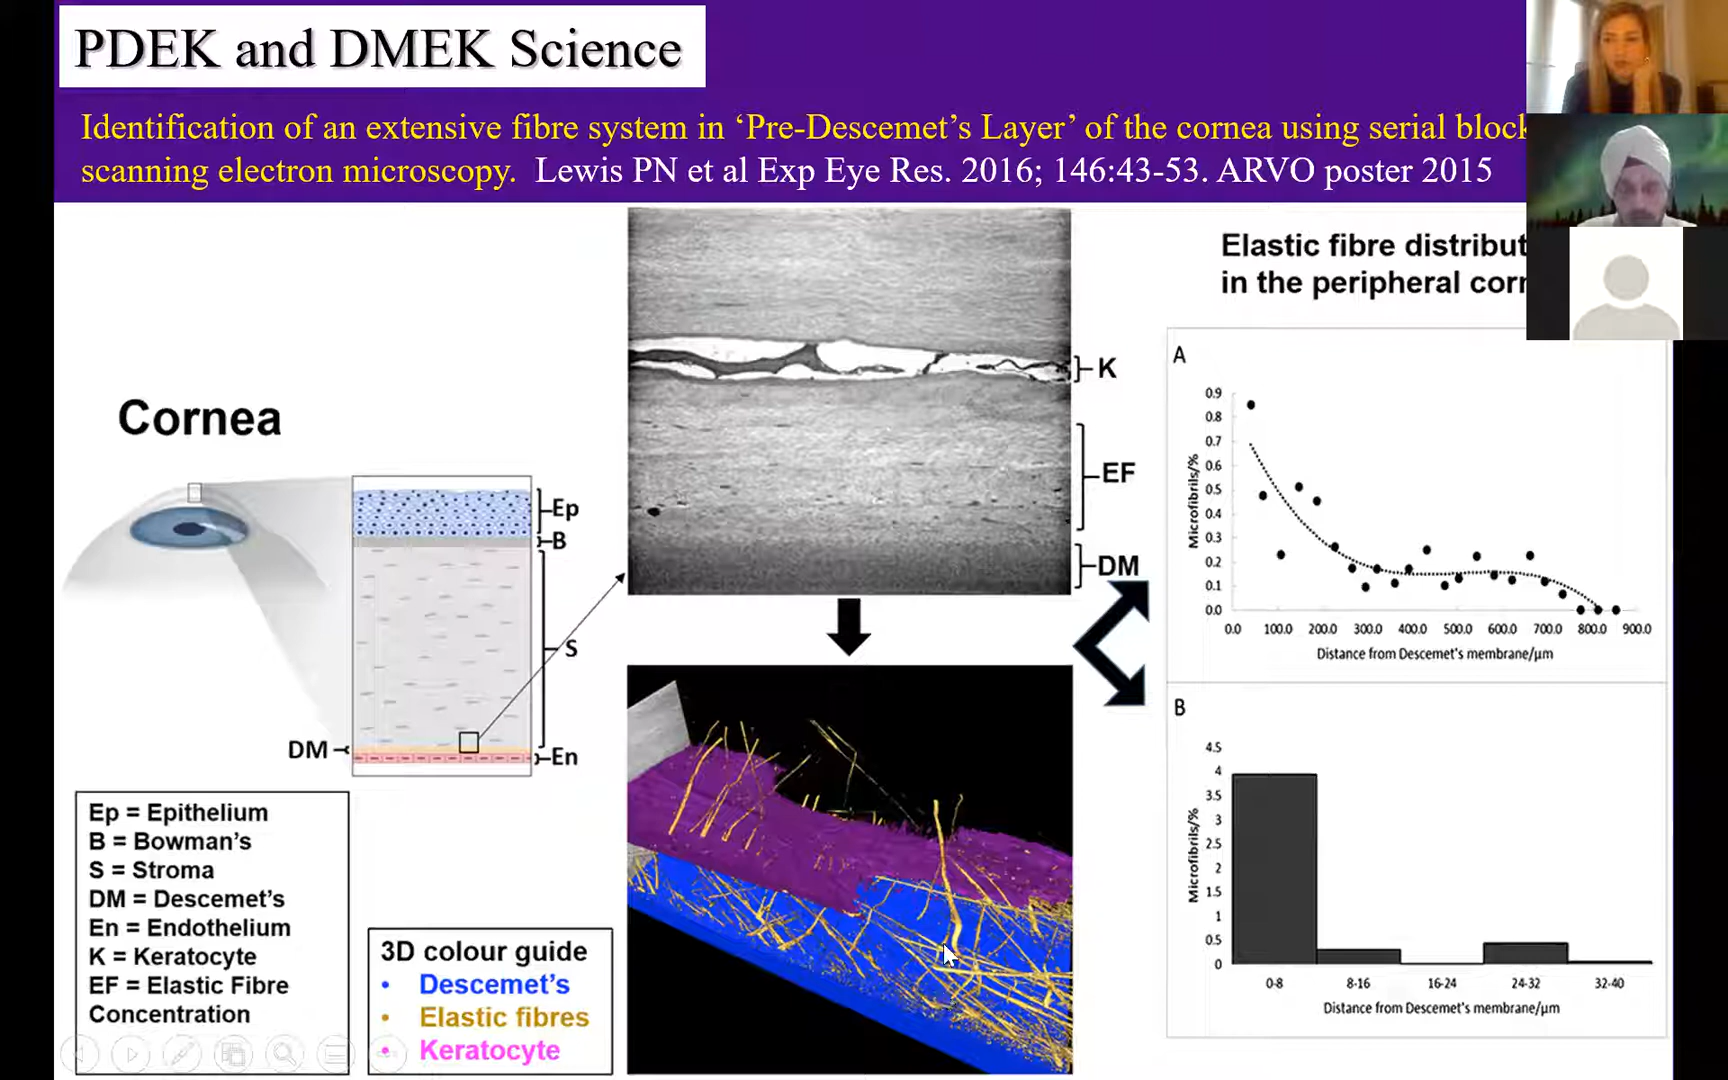 PDEK and DMEK Science
Identification of an extensive fibre system in ‘Pre-Descemet’s Layer’ of the cornea using serial block
scanning electron microscopy. Lewis PN et al Exp Eye Res. 2016; 146:43-53. ARVO poster 2015
Cornea
Ep
B
S
DM
En
Ep = Epithelium
B = Bowman’s
S = Stroma
DM = Descemet’s
En = Endothelium
K = Keratocyte
EF = Elastic Fibre
Concentration
3D colour guide
• Descemet’s
• Elastic fibres
• Keratocyte
K
EF
DM
Elastic fibre
in the peripheral
A
Microfibrils/%
0.9
0.8
0.7
0.6
0.5
0.4
0.3
0.2
0.1
0.0
0.0 100.0 200.0 300.0 400.0 500.0 600.0 700.0 800.0 900.0
Distance from Descemet's membrane/µm
B
Microfibrils/%
4.5
4
3.5
3
2.5
2
1.5
1
0.5
0
0-8 8-16 16-24 24-32 32-40
Distance from Descemet's membrane/µm